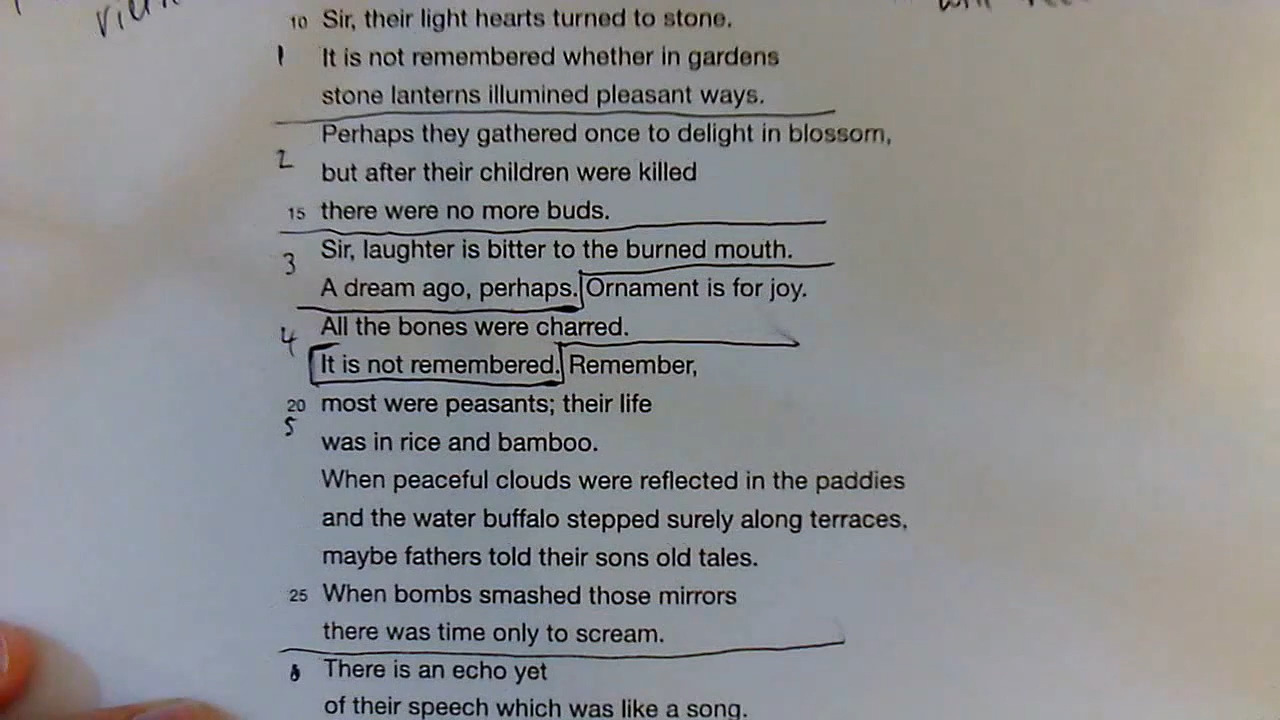 10 Sir, their light hearts turned to stone.
1 It is not remembered whether in gardens
stone lanterns illumined pleasant ways.
Perhaps they gathered once to delight in blossom,
2 but after their children were killed
15 there were no more buds.
Sir, laughter is bitter to the burned mouth.
3 A dream ago, perhaps. Ornament is for joy.
All the bones were charred.
4 It is not remembered. Remember,
20 most were peasants; their life
5 was in rice and bamboo.
When peaceful clouds were reflected in the paddies
and the water buffalo stepped surely along terraces,
maybe fathers told their sons old tales.
25 When bombs smashed those mirrors
there was time only to scream.
There is an echo yet
of their speech which was like a song.